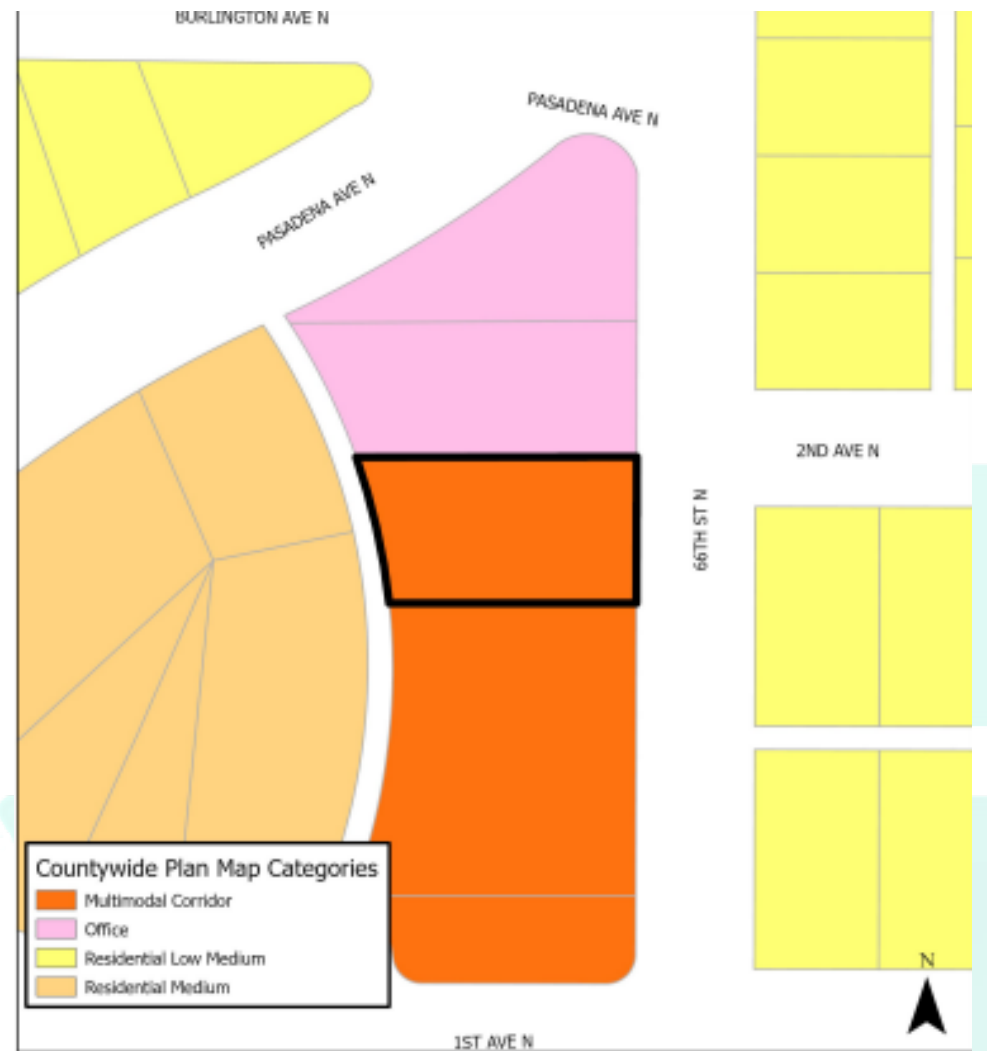 BURLINGTON AVE N
PASADENA AVE N
PASADENA AVE N
2ND AVE N
66TH ST N
Countywide Plan Map Categories
Multimodal Corridor
Office
Residential Low Medium
Residential Medium
N
1ST AVE N